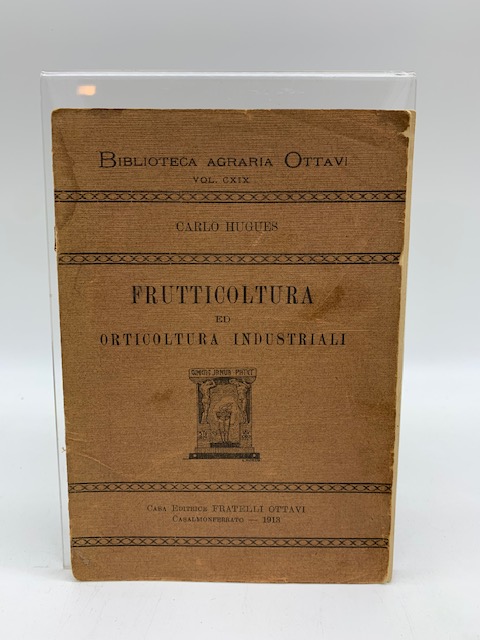 BIBLIOTECA AGRARIA OTTAVI
VOL. CXIX
CARLO HUGUES
FRUTTICOLTURA
ED
ORTICOLTURA INDUSTRIALI
CASA EDITRICE FRATELLI OTTAVI
CASALMONFERRATO — 1913